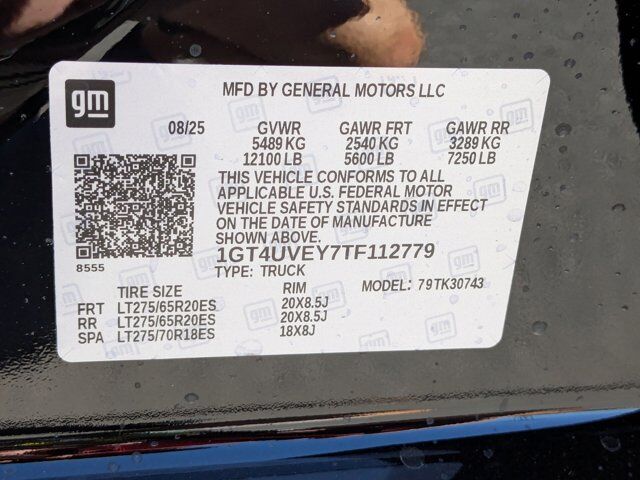 gm
MFD BY GENERAL MOTORS LLC
08/25 GVWR GAWR FRT GAWR RR
5489 KG 2540 KG 3289 KG
12100 LB 5600 LB 7250 LB
THIS VEHICLE CONFORMS TO ALL
APPLICABLE U.S. FEDERAL MOTOR
VEHICLE SAFETY STANDARDS IN EFFECT
ON THE DATE OF MANUFACTURE
SHOWN ABOVE.
8555
1GT4UVEY7TF112779
TYPE: TRUCK MODEL: 79TK30743
TIRE SIZE RIM
FRT LT275/65R20ES 20X8.5J
RR LT275/65R20ES 20X8.5J
SPA LT275/70R18ES 18X8J